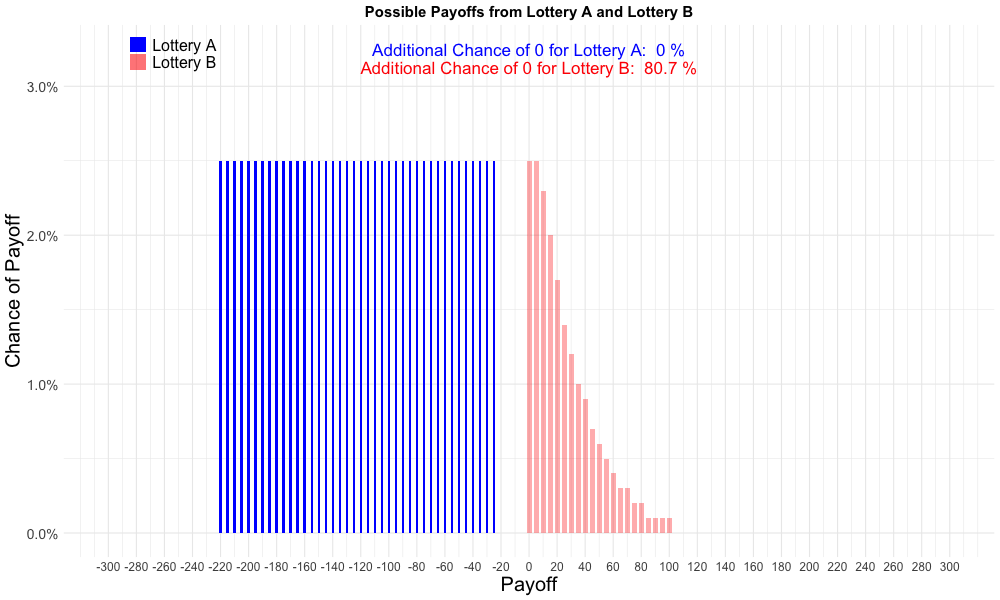 Possible Payoffs from Lottery A and Lottery B
Lottery A
Lottery B
Additional Chance of 0 for Lottery A:  0 %
Additional Chance of 0 for Lottery B:  80.7 %
Chance of Payoff
3.0%
2.0%
1.0%
0.0%
-300 -280 -260 -240 -220 -200 -180 -160 -140 -120 -100 -80 -60 -40 -20 0 20 40 60 80 100 120 140 160 180 200 220 240 260 280 300
Payoff